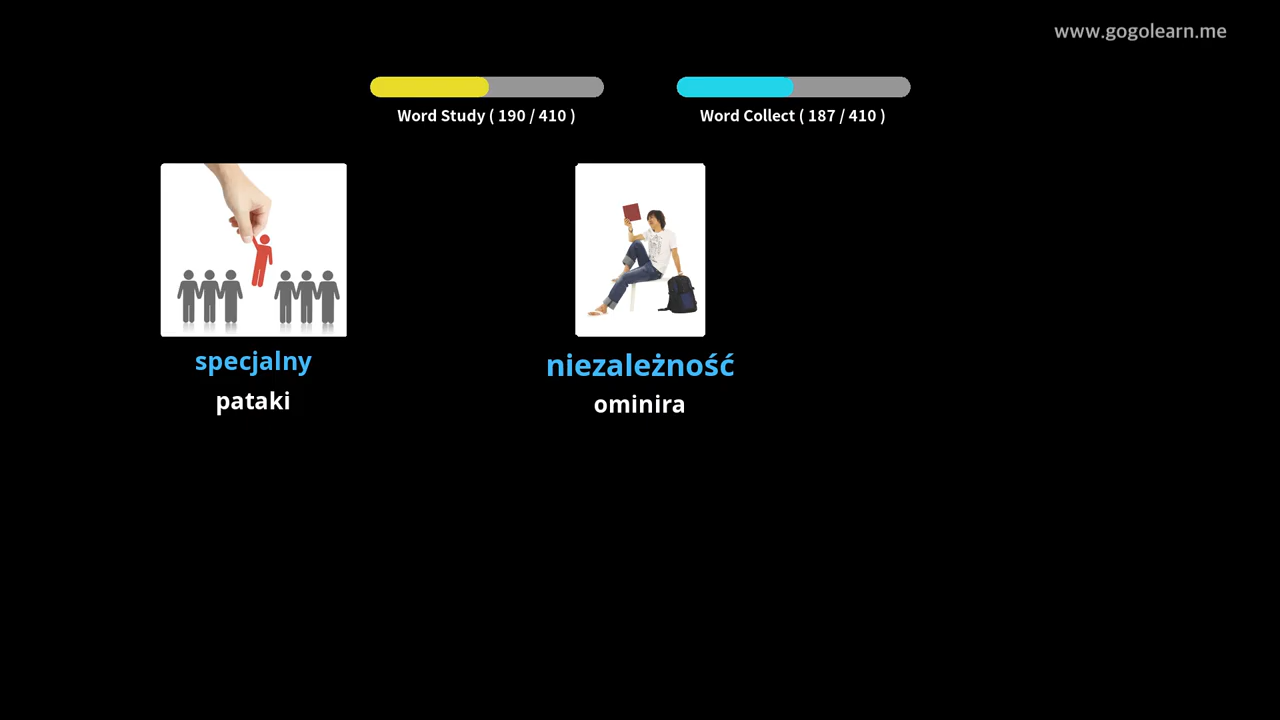 www.gogolearn.me
Word Study ( 190 / 410 )
Word Collect ( 187 / 410 )
specjalny
pataki
niezależność
ominira